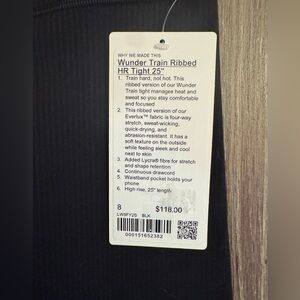 WHY WE MADE THIS
Wunder Train Ribbed
HR Tight 25"
1. Train hard, not hot. This
ribbed version of our Wunder
Train tight manages heat and
sweat so you stay comfortable
and focused
2. This ribbed version of our
Everlux™ fabric is four-way
stretch, sweat-wicking,
quick-drying, and
abrasion-resistant. It has a
soft texture on the outside
while feeling sleek and cool
next to skin
3. Added Lycra® fibre for stretch
and shape retention
4. Continuous drawcord
5. Waistband pocket holds your
phone
6. High rise, 25" length
8 $118.00
LW5FY2S BLK
000151652382